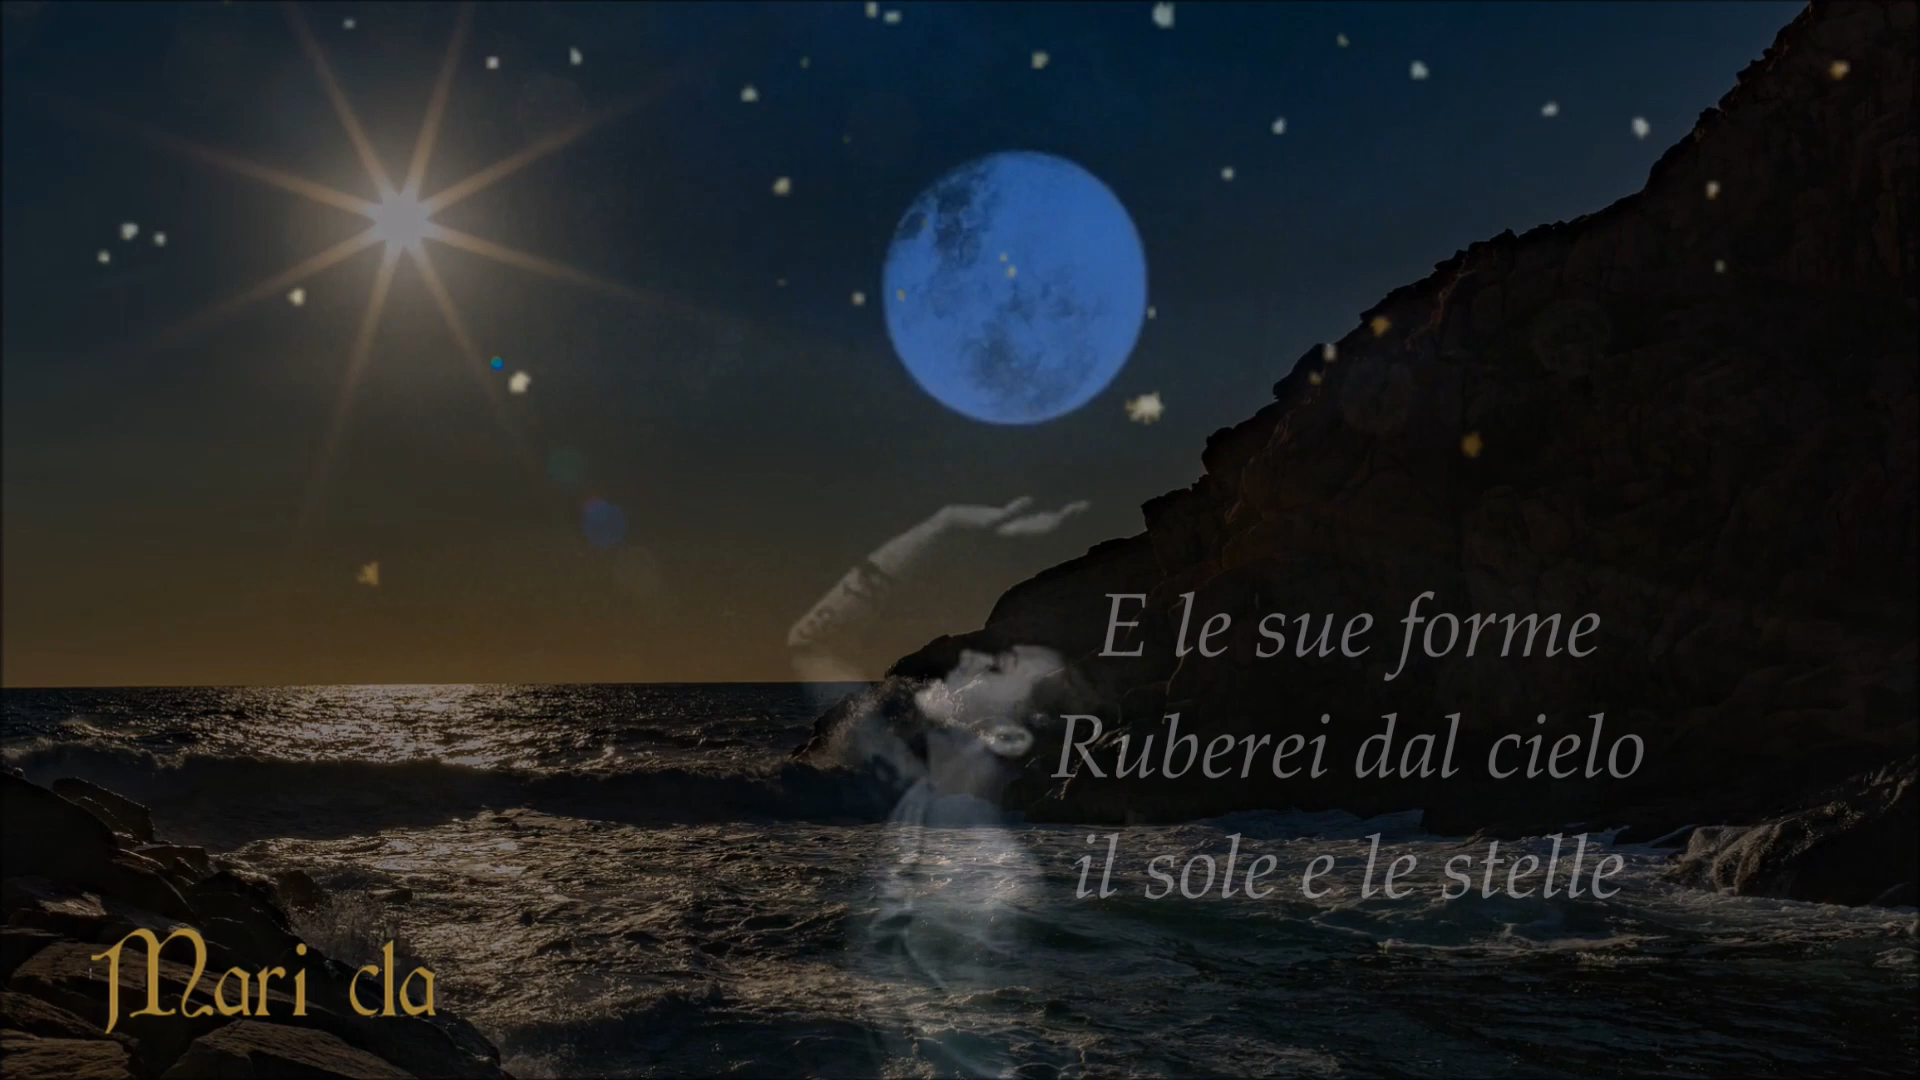 E le sue forme
Ruberei dal cielo
il sole e le stelle
Mari cla